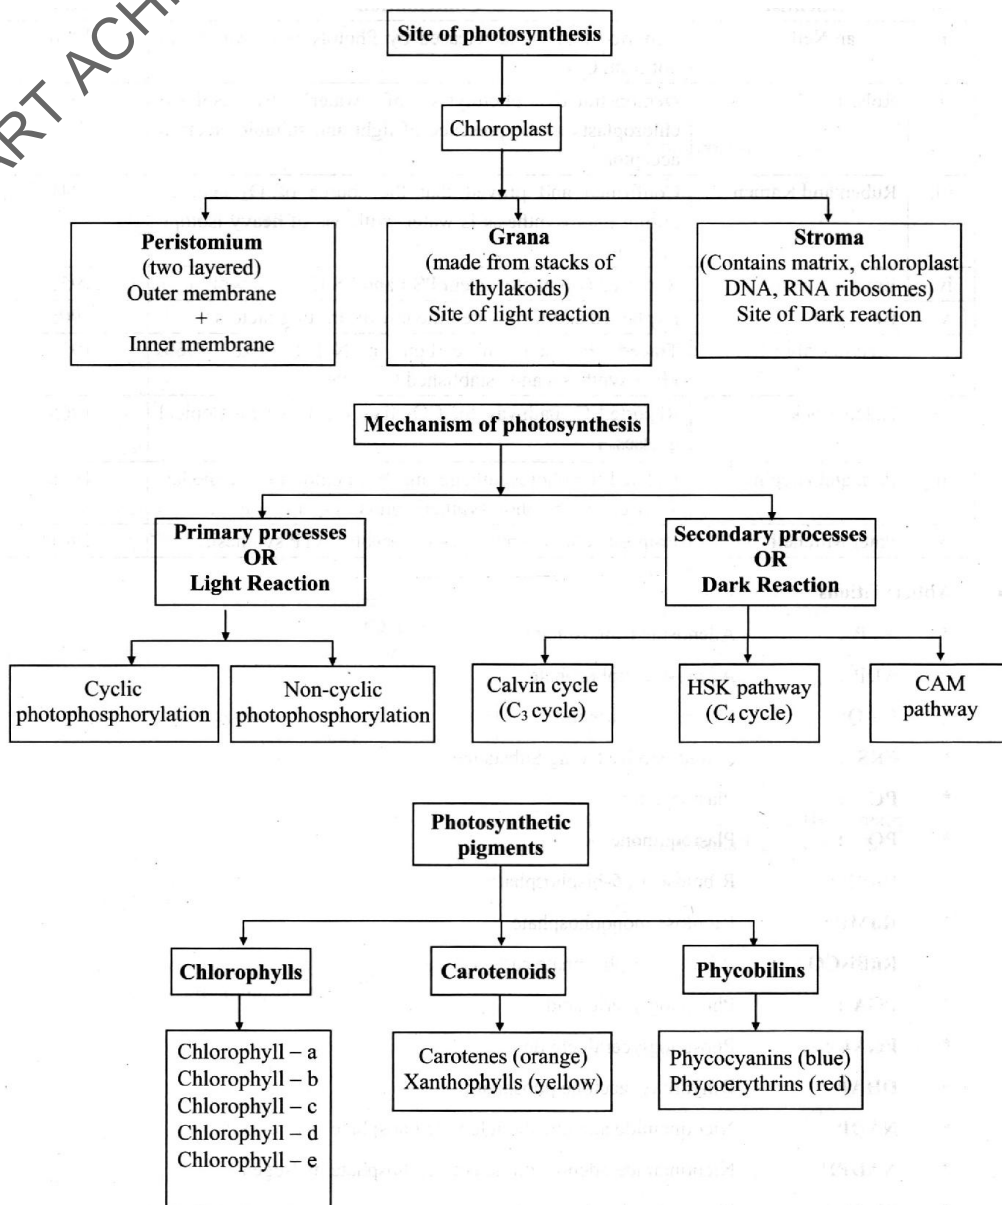 ART ACHI
Site of photosynthesis
Chloroplast
Peristomium
(two layered)
Outer membrane
+
Inner membrane
Grana
(made from stacks of
thylakoids)
Site of light reaction
Stroma
(Contains matrix, chloroplast
DNA, RNA ribosomes)
Site of Dark reaction
Mechanism of photosynthesis
Primary processes
OR
Light Reaction
Secondary processes
OR
Dark Reaction
Cyclic
photophosphorylation
Non-cyclic
photophosphorylation
Calvin cycle
(C₃ cycle)
HSK pathway
(C₄ cycle)
CAM
pathway
Photosynthetic
pigments
Chlorophylls
Carotenoids
Phycobilins
Chlorophyll – a
Chlorophyll – b
Chlorophyll – c
Chlorophyll – d
Chlorophyll – e
Carotenes (orange)
Xanthophylls (yellow)
Phycocyanins (blue)
Phycoerythrins (red)